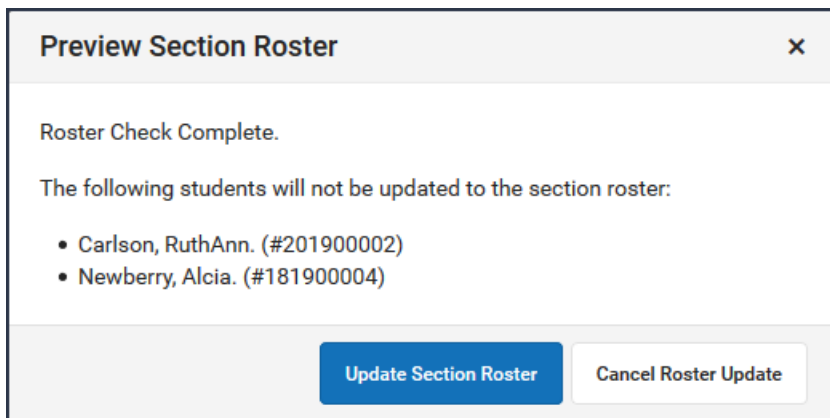 Preview Section Roster ×
Roster Check Complete.
The following students will not be updated to the section roster:
• Carlson, RuthAnn. (#201900002)
• Newberry, Alcia. (#181900004)
Update Section Roster Cancel Roster Update